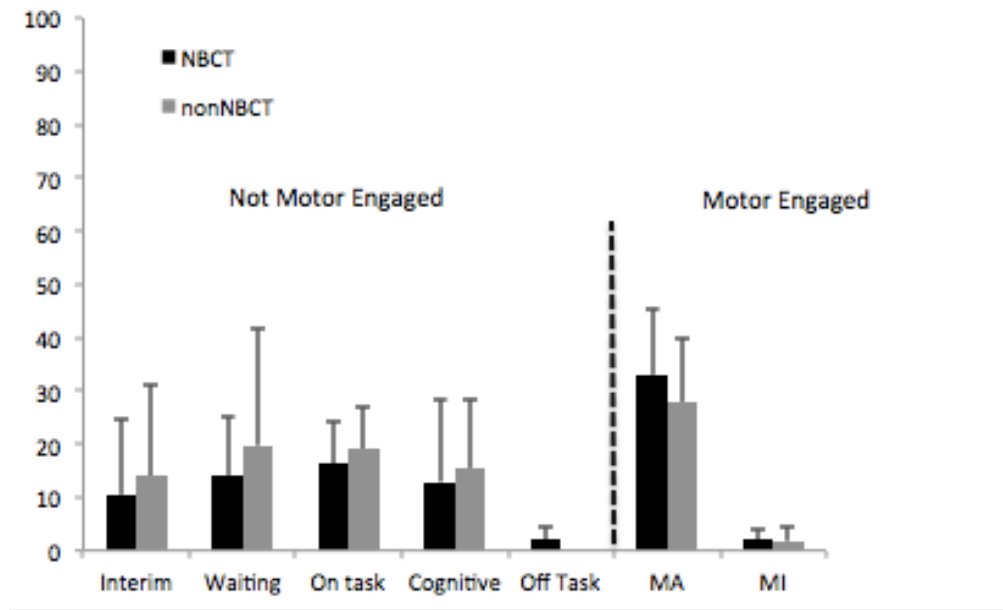 100
90
80
70
60
50
40
30
20
10
0
NBCT
nonNBCT
Not Motor Engaged
Motor Engaged
Interim Waiting On task Cognitive Off Task MA MI